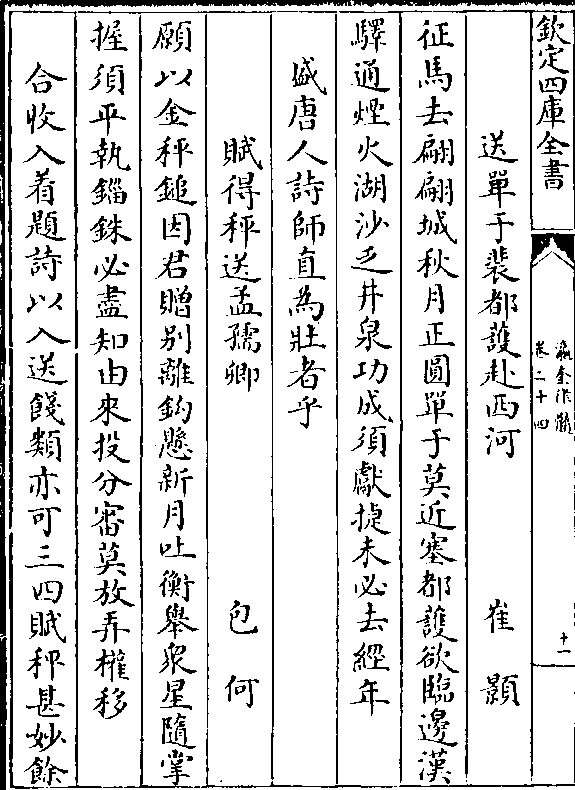 欽定四庫全書
瀛奎律髓
卷二十四
十一
送單于裴都護赴西河 崔顥
征馬去翩翩城秋月正圓單于莫近塞都護欲臨邊漢
驛通煙火湖沙乏井泉功成須獻捷未必去經年
盛唐人詩師直為壯者乎
賦得秤送孟孺卿 包何
願以金秤鎚因君贈别離鈎懸新月吐衡舉衆星隨掌
握須平執錙銖必盡知由來投分審莫放弄權移
合收入着題詩以入送餞類亦可三四賦秤甚妙餘